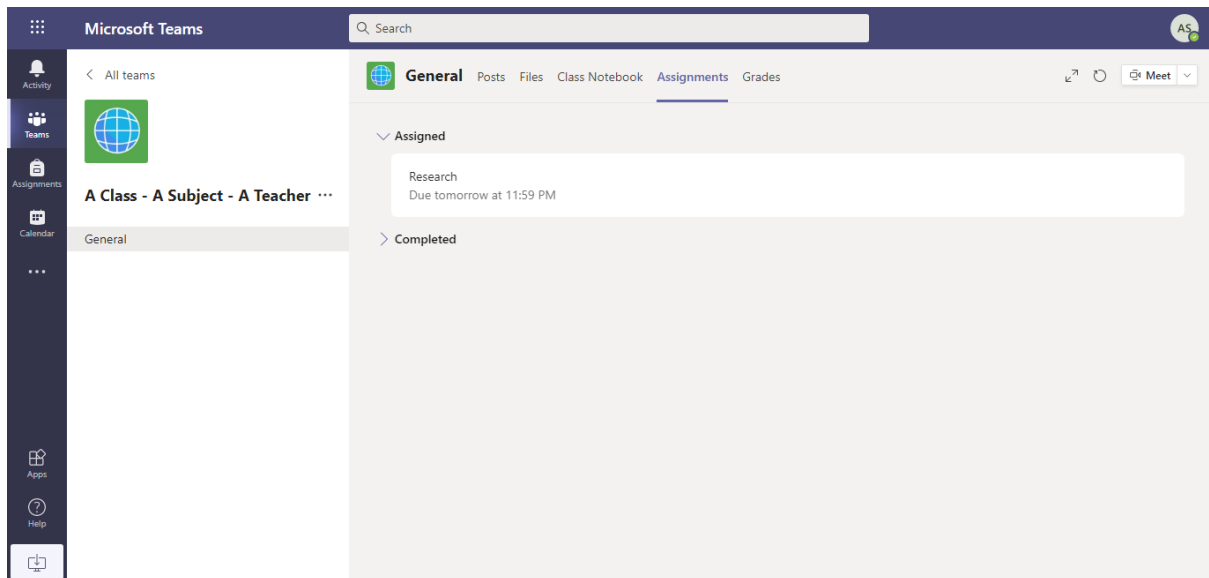 Microsoft Teams
Search
AS
Activity
Teams
Assignments
Calendar
Apps
Help
All teams
A Class - A Subject - A Teacher ...
General
General Posts Files Class Notebook Assignments Grades
Meet
Assigned
Research
Due tomorrow at 11:59 PM
Completed